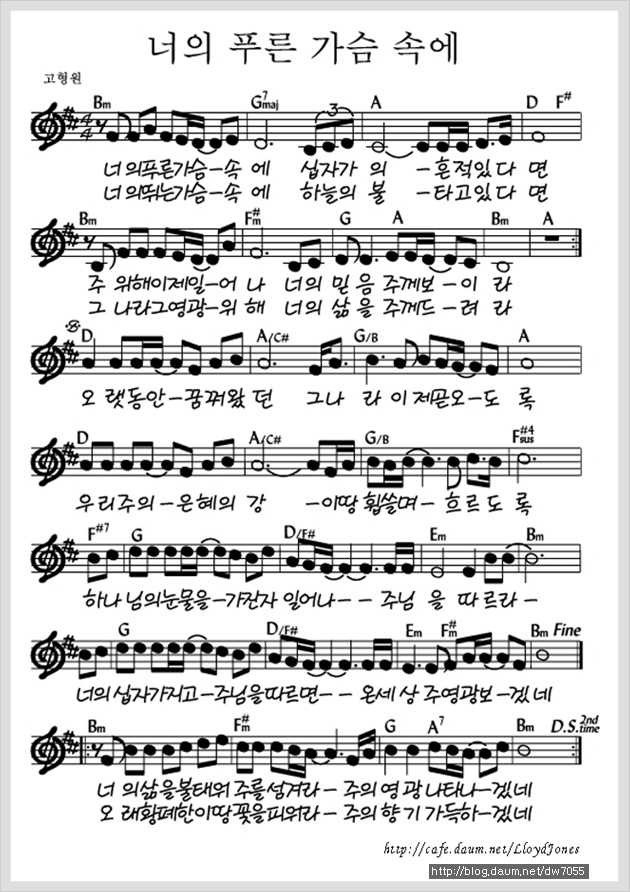 너의 푸른 가슴 속에
고형원
Bm G7maj A D F#
3
4 4
너의푸른가슴-속 에 십자가 의 - 흔적있다 면
너의뛰는가슴-속 에 하늘의 불 - 타고있다 면
Bm F#m G A Bm A
주 위해이제일-어 나 너의 믿음 주께보-이 라
그 나라그영광-위 해 너의 삶을 주께드-려 라
D A/C# G/B A
오 랫동안-꿈꺼왔던 그나 라이제곧오-도 록
D A/C# G/B F#4sus
우리주의-은혜의 강 -이땅휩쓸며- 흐르도 록
F#7 G D/F# Em Bm
하나님의눈물을-가진자일어나-- 주님 을 따르라-
G D/F# Em F#m Bm Fine
너의십자가지고-주님을따르면-- 온세상 주영광보-겠네
Bm F#m G A7 Bm D.S. 2nd time
너 의삶을불태워 주를섬겨라- 주의영광나타나-겠네
오 래황폐한이땅꽃을피워라- 주의향기가득하-겠네
http://cafe.daum.net/LloydJones
http://blog.daum.net/dw7055